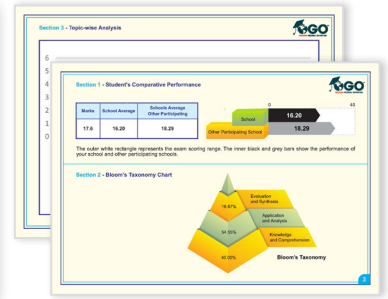 Section 3 - Topic-wise Analysis
GO
6
5
4
3
2
1
0
Section 1 - Student's Comparative Performance
GO
Marks
School Average
Schools Average
Other Participating
17.6
16.20
18.29
0
40
School
16.20
Other Participating School
18.29
The outer white rectangle represents the exam scoring range. The inner black and grey bars show the performance of
your school and other participating schools.
Section 2 - Bloom's Taxonomy Chart
16.67%
Evaluation
and Synthesis
54.55%
Application
and Analysis
40.00%
Knowledge
and Comprehension
Bloom's Taxonomy
2